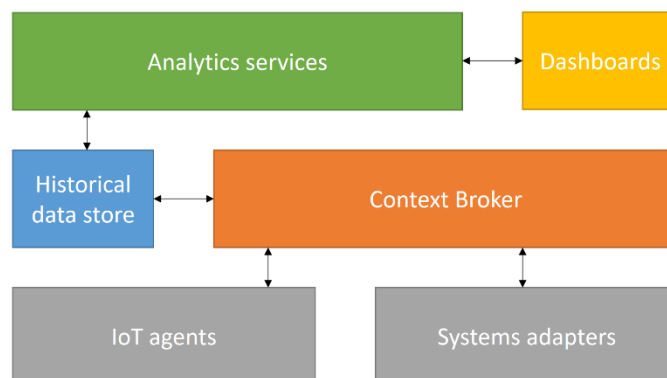 Analytics services
Dashboards
Historical
data store
Context Broker
IoT agents
Systems adapters